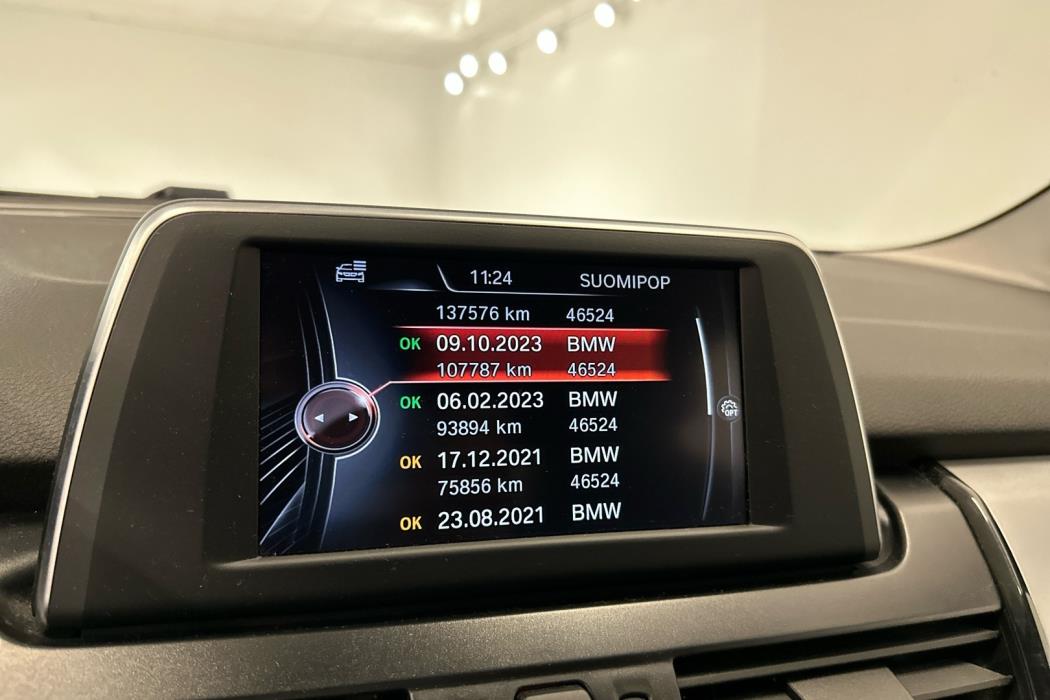 11:24 SUOMIPOP
137576 km 46524
OK 09.10.2023 BMW
107787 km 46524
OK 06.02.2023 BMW
93894 km 46524
OPT
OK 17.12.2021 BMW
75856 km 46524
OK 23.08.2021 BMW